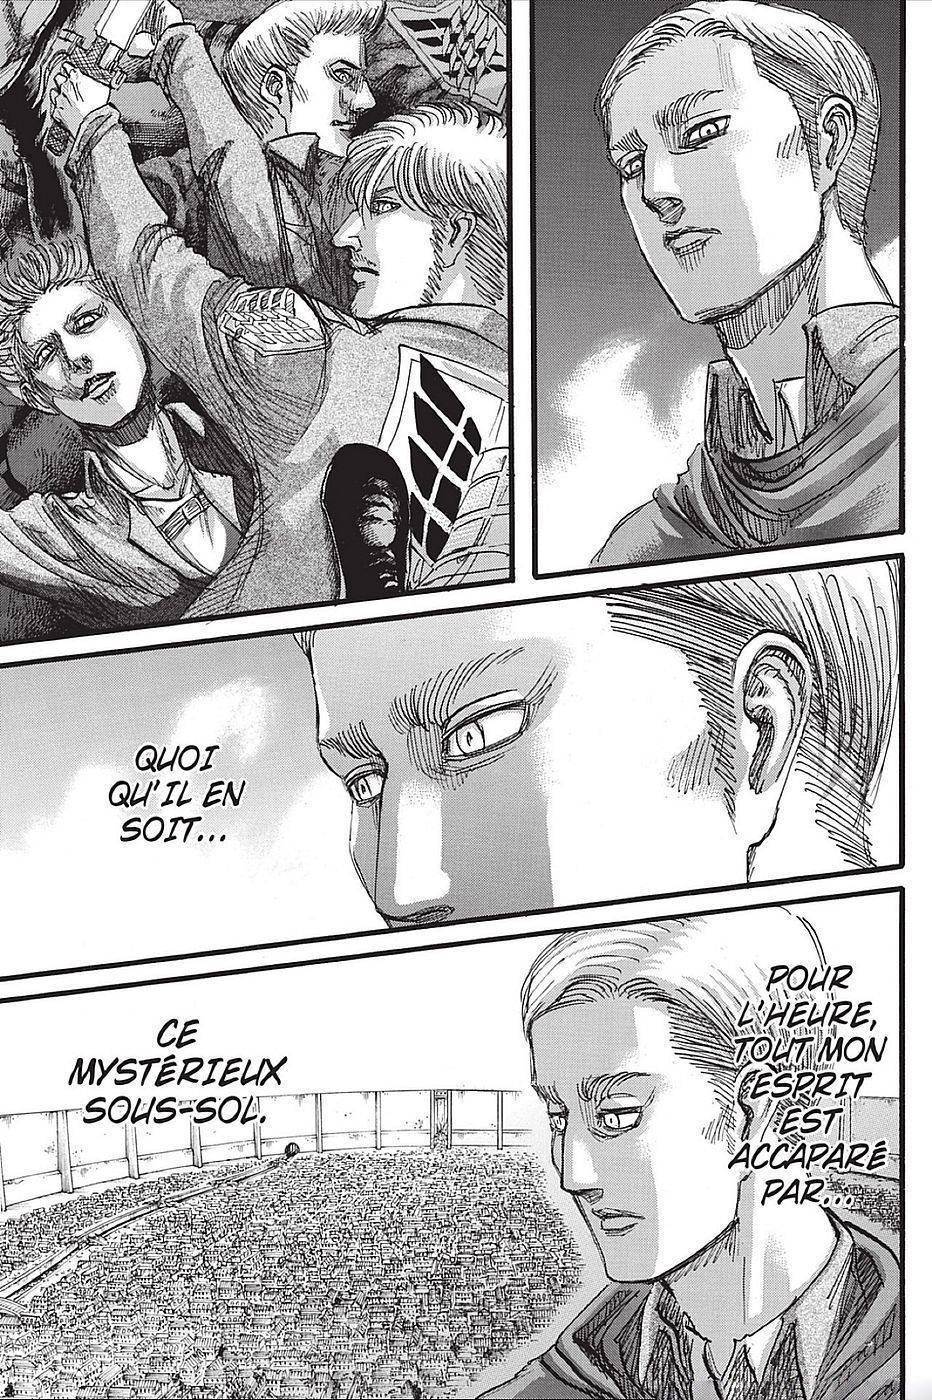 QUOI
QU'IL EN
SOIT...
POUR
L'HEURE,
TOUT MON
ESPRIT
EST
ACCAPARÉ
PAR...
CE
MYSTÉRIEUX
SOUS-SOL.